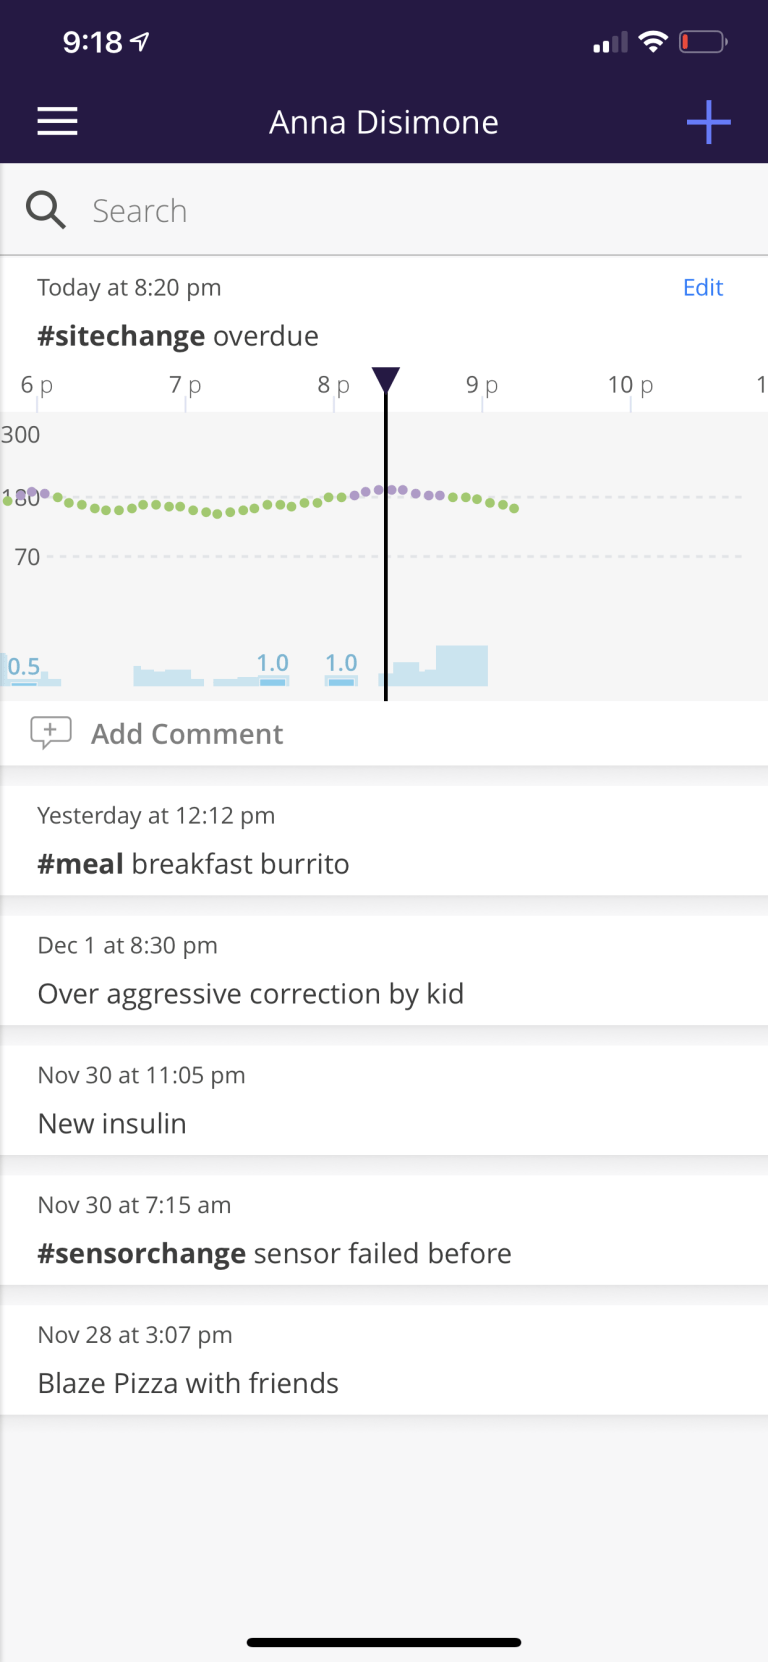 9:18
Anna Disimone
Search
Today at 8:20 pm Edit
#sitechange overdue
6 p 7 p 8 p 9 p 10 p 1
300
180
70
0.5 1.0 1.0
Add Comment
Yesterday at 12:12 pm
#meal breakfast burrito
Dec 1 at 8:30 pm
Over aggressive correction by kid
Nov 30 at 11:05 pm
New insulin
Nov 30 at 7:15 am
#sensorchange sensor failed before
Nov 28 at 3:07 pm
Blaze Pizza with friends